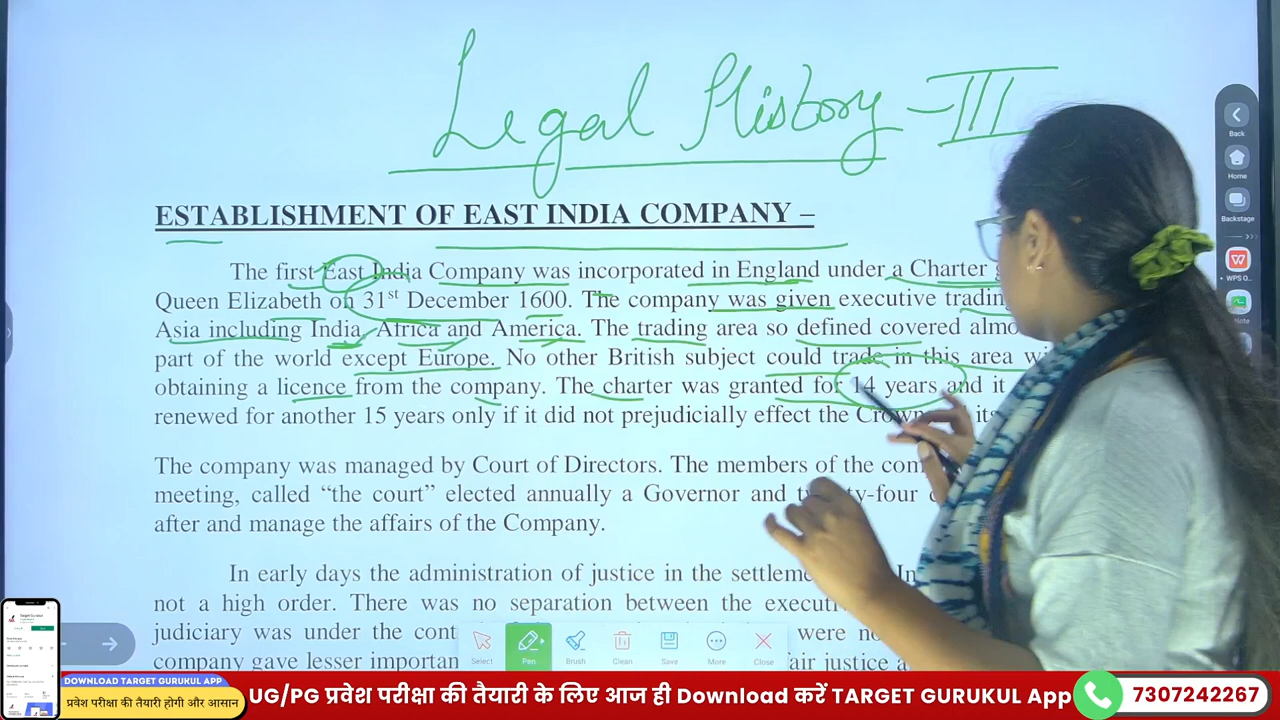 Legal History - III
ESTABLISHMENT OF EAST INDIA COMPANY –
The first East India Company was incorporated in England under a Charter
Queen Elizabeth on 31st December 1600. The company was given executive trading
Asia including India, Africa and America. The trading area so defined covered
part of the world except Europe. No other British subject could trade in this area
obtaining a licence from the company. The charter was granted for 14 years and it
renewed for another 15 years only if it did not prejudicially effect the Crown
The company was managed by Court of Directors. The members of the
meeting, called “the court” elected annually a Governor and
after and manage the affairs of the Company.
In early days the administration of justice in the
not a high order. There was no separation between the
judiciary was under the were
company gave lesser fair justice
Back
Home
Backstage
WPS O...
Select
Pen
Brush
Clean
Save
More
Close
DOWNLOAD TARGET GURUKUL APP
प्रवेश परीक्षा की तैयारी होगी और आसान
UG/PG प्रवेश परीक्षा की तैयारी के लिए आज ही Download करें TARGET GURUKUL App
7307242267